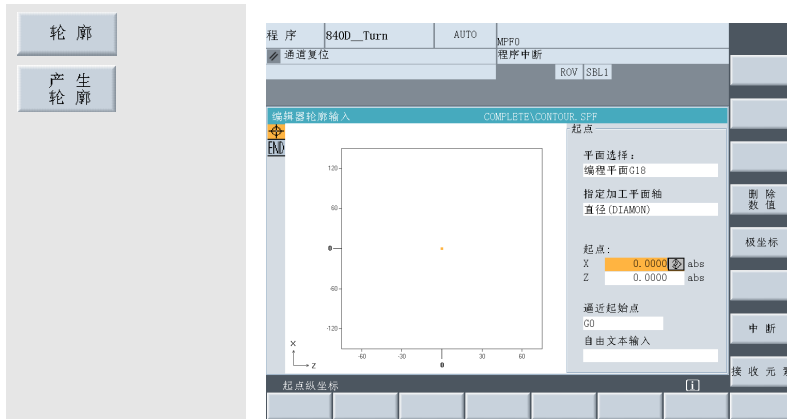 轮 廓
产 生
轮 廓
程 序
840D__Turn
AUTO
MPF0
通道复位
程序中断
ROV SBL1
编辑器轮廓输入
COMPLETE\CONTOUR. SPF
END
起点
平面选择：
编程平面G18
指定加工平面轴
直径(DIAMON)
起点:
X 0.0000 abs
Z 0.0000 abs
逼近起始点
G0
自由文本输入
120
60
0
-60
-120
-60 -30 0 30 60
X
Z
起点纵坐标
[i]
删 除
数 值
极坐标
中 断
接 收 元